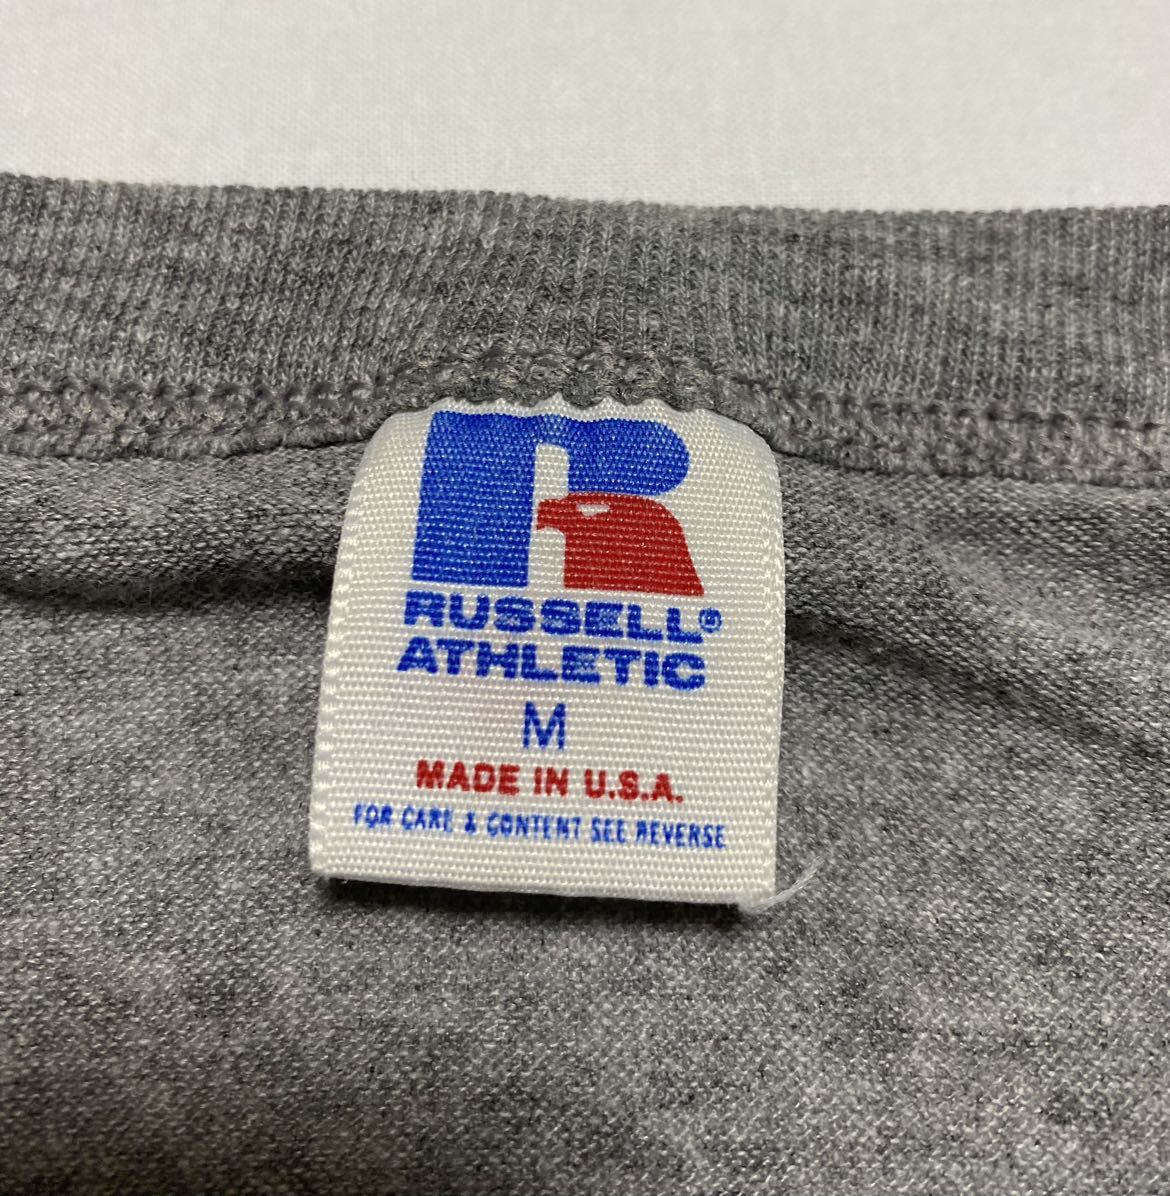 R
RUSSELL®
ATHLETIC
M
MADE IN U.S.A.
FOR CARE & CONTENT SEE REVERSE